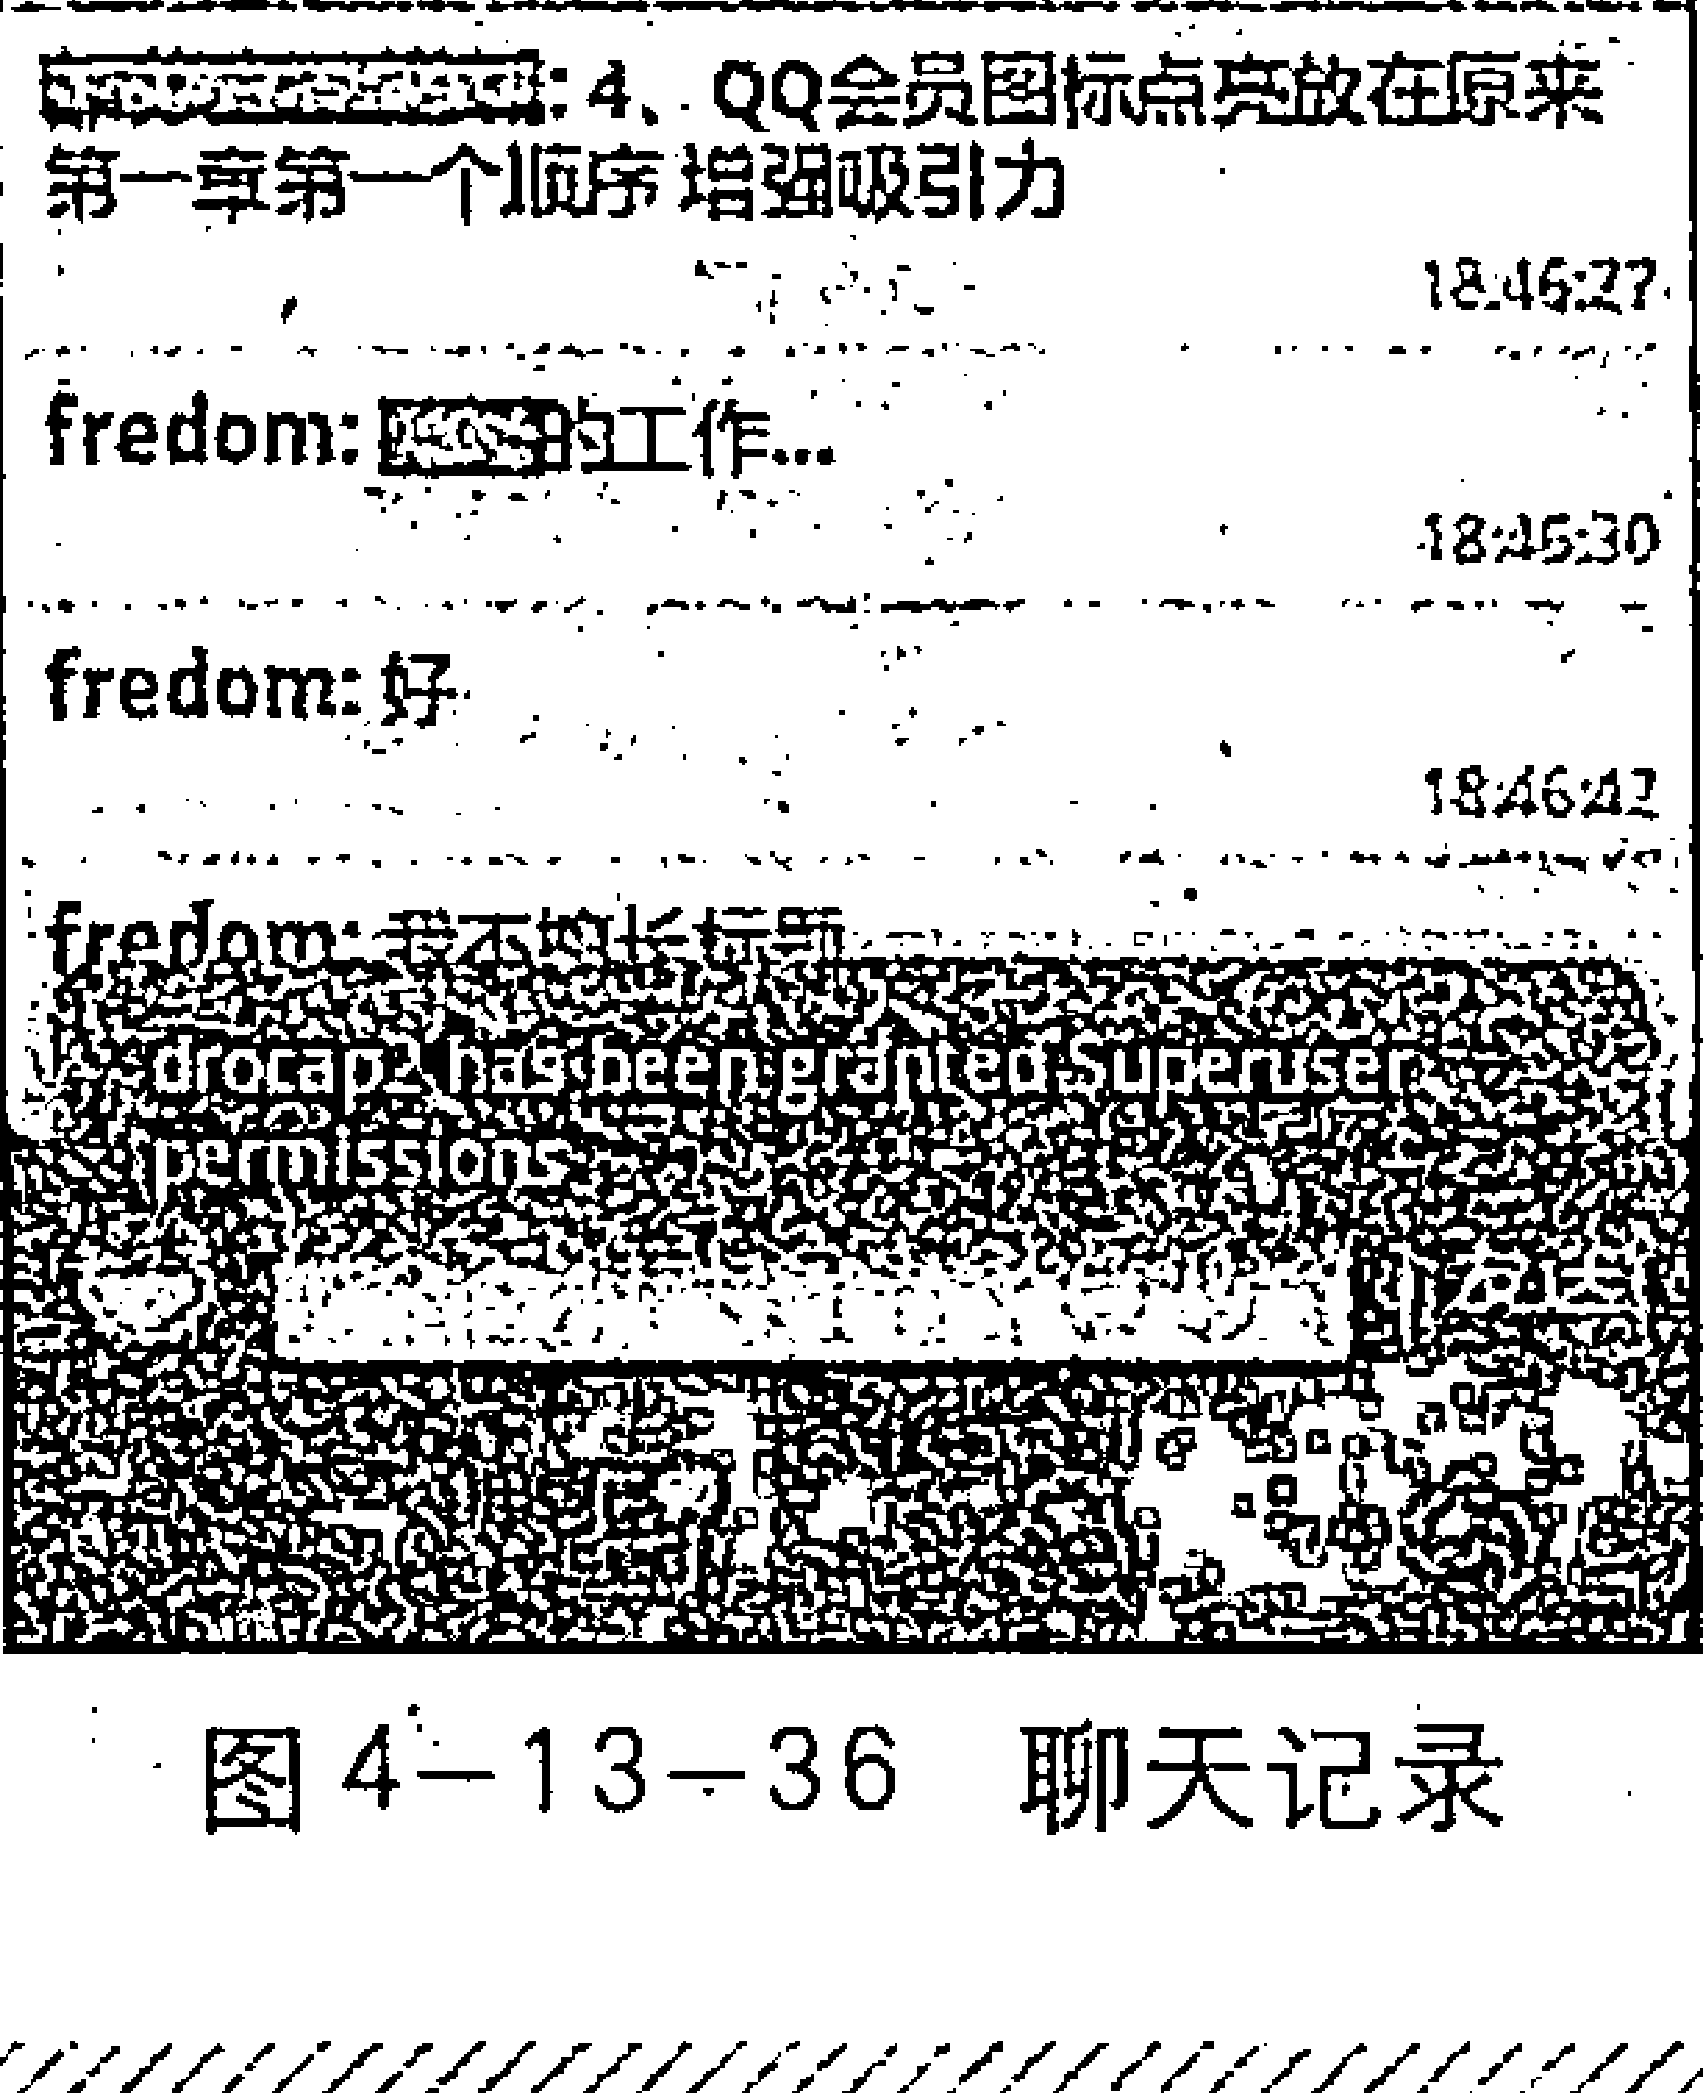 : 4、QQ会员图标点亮放在原来
第一章第一个顺序 增强吸引力
18:46:27
fredom: 的工作...
18:46:30
fredom: 好
18:46:42
fredom: 我不的长标题
drocap2 has been granted Superuser
permissions
图 4-13-36 聊天记录